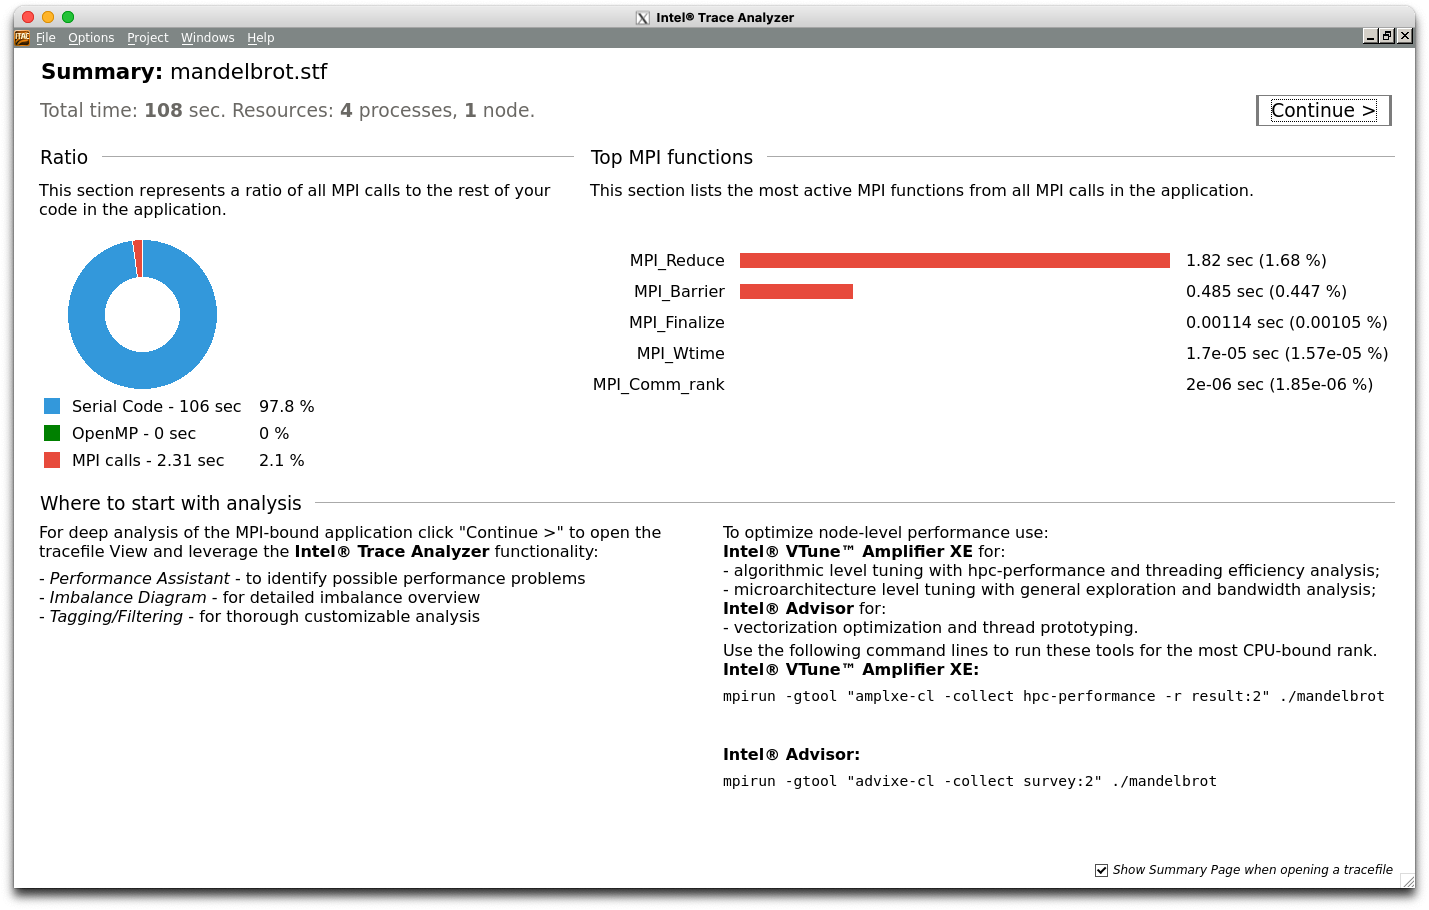 Intel® Trace Analyzer
ITAC File Options Project Windows Help
Summary: mandelbrot.stf
Total time: 108 sec. Resources: 4 processes, 1 node.
Continue >
Ratio
This section represents a ratio of all MPI calls to the rest of your
code in the application.
Serial Code - 106 sec 97.8 %
OpenMP - 0 sec 0 %
MPI calls - 2.31 sec 2.1 %
Top MPI functions
This section lists the most active MPI functions from all MPI calls in the application.
MPI_Reduce 1.82 sec (1.68 %)
MPI_Barrier 0.485 sec (0.447 %)
MPI_Finalize 0.00114 sec (0.00105 %)
MPI_Wtime 1.7e-05 sec (1.57e-05 %)
MPI_Comm_rank 2e-06 sec (1.85e-06 %)
Where to start with analysis
For deep analysis of the MPI-bound application click "Continue >" to open the
tracefile View and leverage the Intel® Trace Analyzer functionality:
- Performance Assistant - to identify possible performance problems
- Imbalance Diagram - for detailed imbalance overview
- Tagging/Filtering - for thorough customizable analysis
To optimize node-level performance use:
Intel® VTune™ Amplifier XE for:
- algorithmic level tuning with hpc-performance and threading efficiency analysis;
- microarchitecture level tuning with general exploration and bandwidth analysis;
Intel® Advisor for:
- vectorization optimization and thread prototyping.
Use the following command lines to run these tools for the most CPU-bound rank.
Intel® VTune™ Amplifier XE:
mpirun -gtool "amplxe-cl -collect hpc-performance -r result:2" ./mandelbrot
Intel® Advisor:
mpirun -gtool "advixe-cl -collect survey:2" ./mandelbrot
Show Summary Page when opening a tracefile